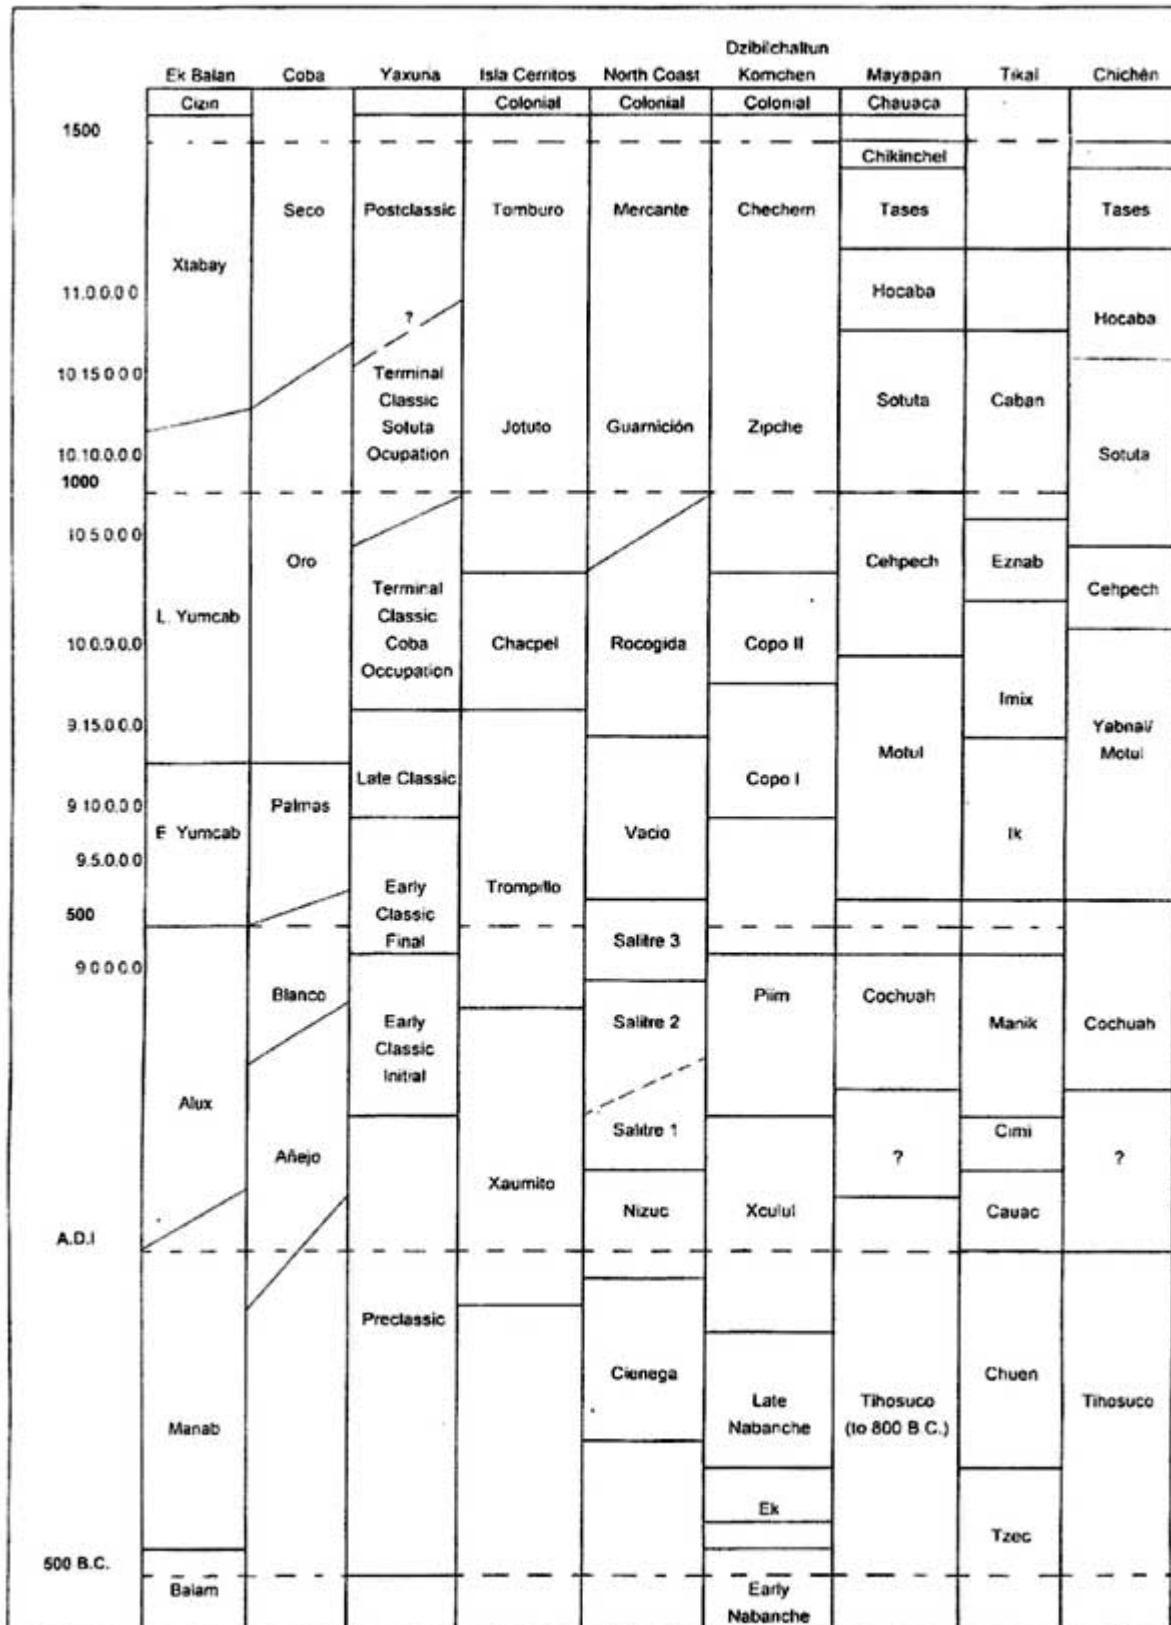 Dzibilchaltun
Ek Balan Coba Yaxuna Isla Cerritos North Coast Komchen Mayapan Tikal Chichén
Cizin Colonial Colonial Colonial Chauaca
1500
Chikinchel
Seco Postclassic Tomburo Mercante Chechem Tases Tases
Xtabay
11.0.0.0.0 Hocaba
? Hocaba
10.15.0.0.0 Terminal
Classic Sotuta Caban
Sotuta Jotuto Guarnición Zipche
Ocupation
10.10.0.0.0 Sotuta
1000
10.5.0.0.0
Oro Cehpech Eznab
Terminal Cehpech
L. Yumcab Classic
10.0.0.0.0 Coba Chacpel Rocogida Copo II
Occupation
Imix
9.15.0.0.0 Yabnal/
Motul Motul
Late Classic Copo I
9.10.0.0.0 Palmas
E Yumcab Vacio Ik
9.5.0.0.0
Early Trompillo
500 Classic
Final Salitre 3
9.0.0.0.0
Blanco Piim Cochuah
Early Salitre 2 Manik Cochuah
Classic
Initral
Alux
Salitre 1 Cimi
Añejo ? ?
Xaumito
Nizuc Xculul Cauac
A.D.I
Preclassic
Cienega Chuen
Late Tihosuco Tihosuco
Manab Nabanche (to 800 B.C.)
Ek
Tzec
500 B.C.
Balam Early
Nabanche